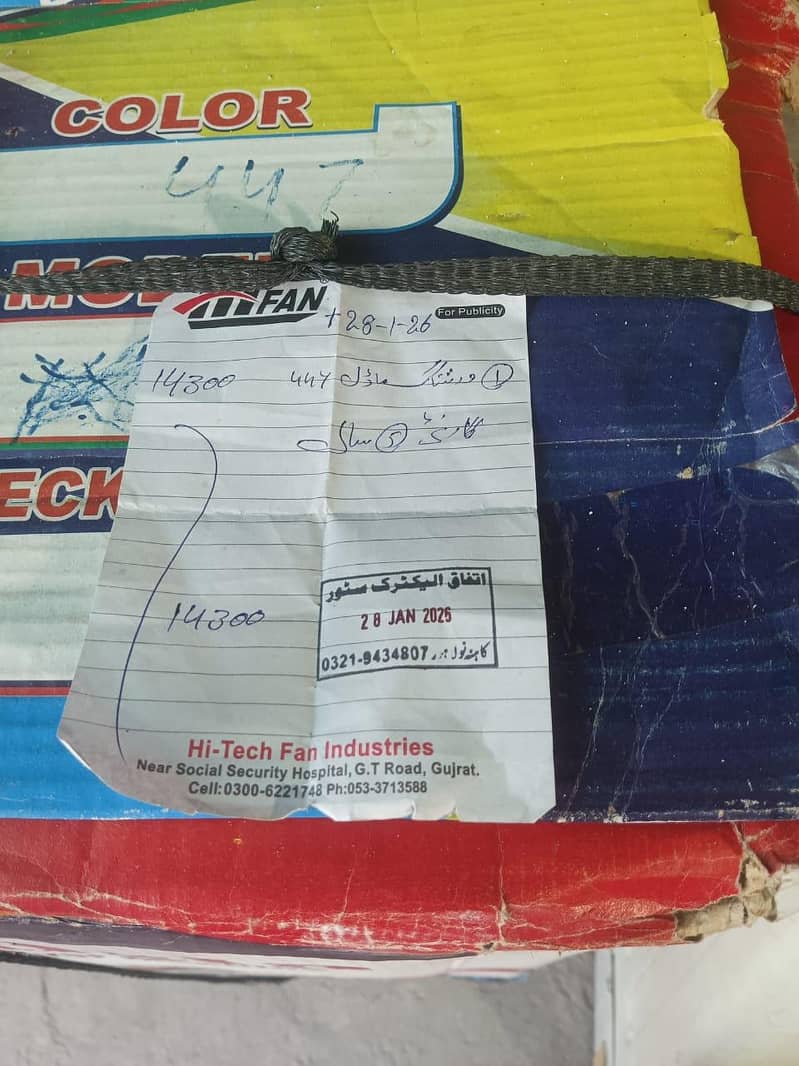 COLOR
447
FAN
For Publicity
28-1-26
14300 447 ماڈل ①
گارنٹی ⑤ سال
14300
اتفاق الیکٹرک سٹور
28 JAN 2026
0321-9434807
Hi-Tech Fan Industries
Near Social Security Hospital, G.T Road, Gujrat.
Cell:0300-6221748 Ph:053-3713588